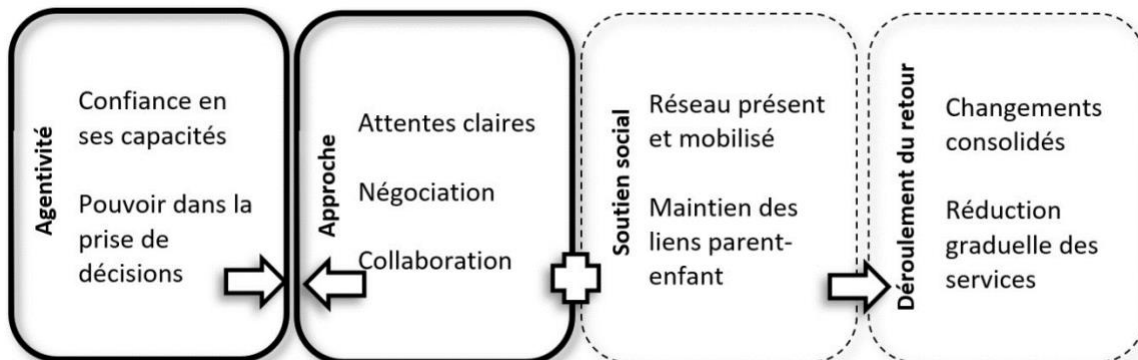 Agentivité
Confiance en
ses capacités
Pouvoir dans la
prise de
décisions
Approche
Attentes claires
Négociation
Collaboration
Soutien social
Réseau présent
et mobilisé
Maintien des
liens parent-
enfant
Déroulement du retour
Changements
consolidés
Réduction
graduelle des
services